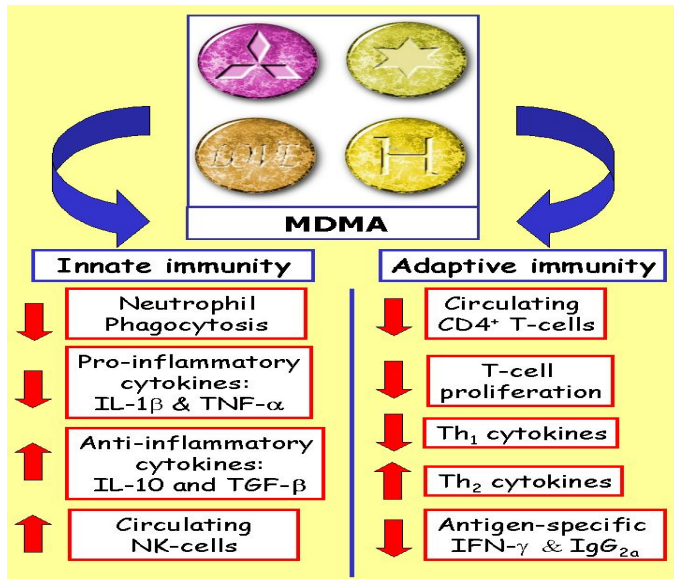 LOVE
H
MDMA
Innate immunity
Neutrophil
Phagocytosis
Pro-inflammatory
cytokines:
IL-1β & TNF-α
Anti-inflammatory
cytokines:
IL-10 and TGF-β
Circulating
NK-cells
Adaptive immunity
Circulating
CD4⁺ T-cells
T-cell
proliferation
Th₁ cytokines
Th₂ cytokines
Antigen-specific
IFN-γ & IgG₂ₐ